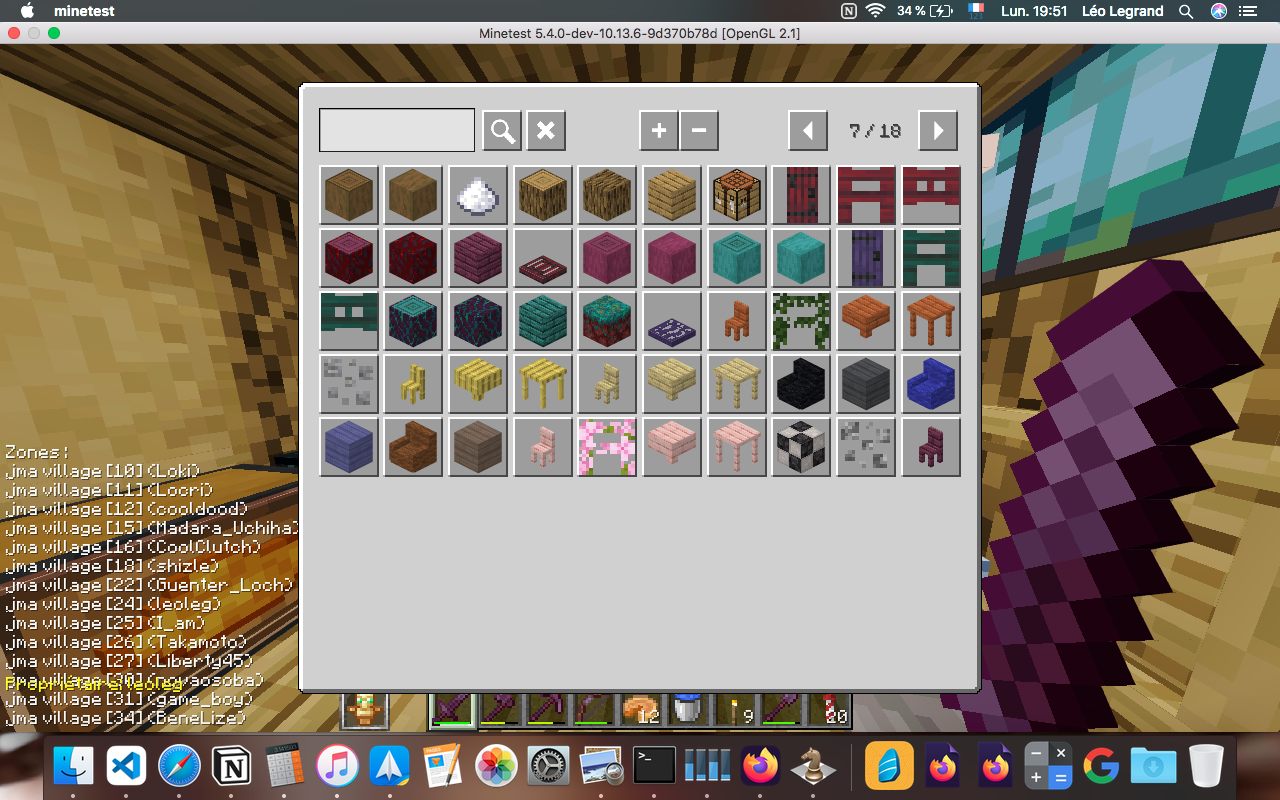 minetest
34 %
123
Lun. 19:51
Léo Legrand
Minetest 5.4.0-dev-10.13.6-9d370b78d [OpenGL 2.1]
7 / 18
Zones :
jma village [10] (Loki)
jma village [11] (Locri)
jma village [12] (cooldood)
jma village [15] (Madara_Uchiha)
jma village [16] (CoolClutch)
jma village [18] (shizle)
jma village [22] (Guenter_Loch)
jma village [24] (leoleg)
jma village [25] (I_am)
jma village [26] (Takamoto)
jma village [27] (Liberty45)
jma village
jma village [31] (game_boy)
jma village [34] (BeneLize)
12
9
20